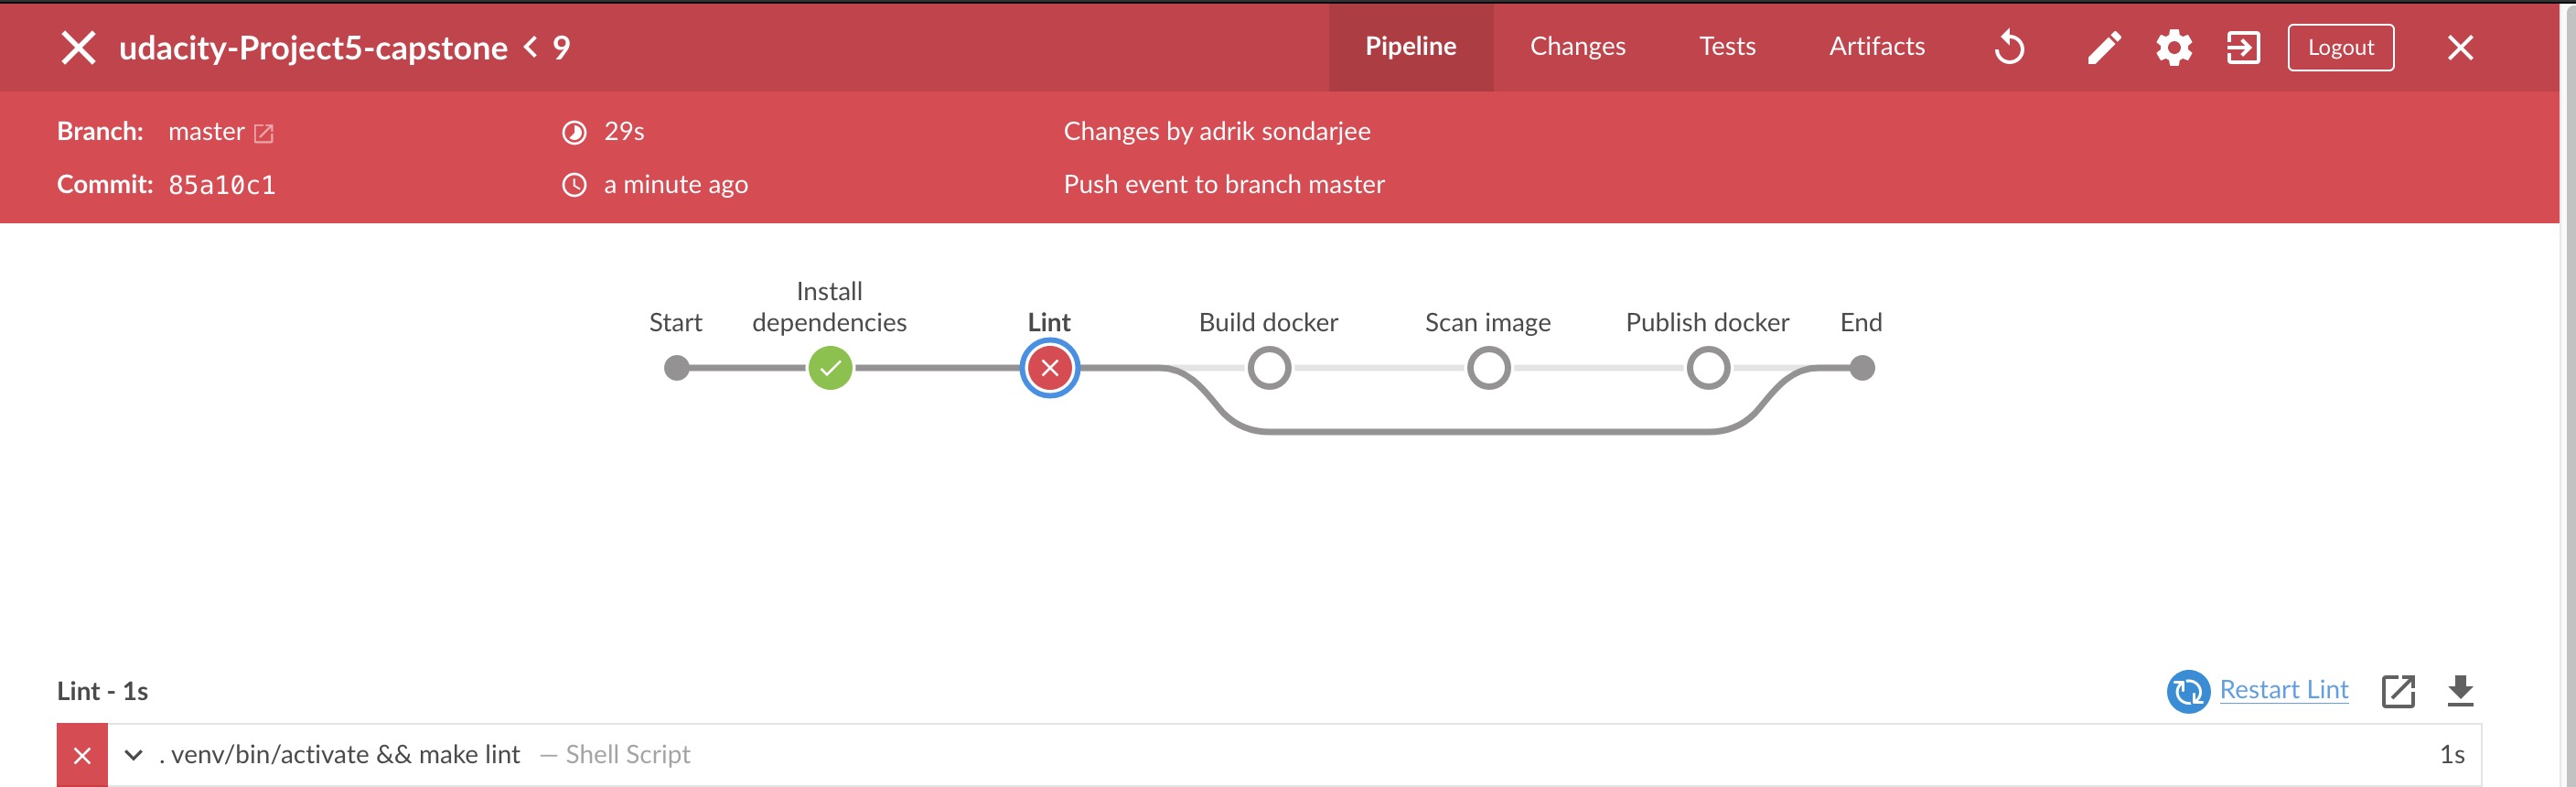 udacity-Project5-capstone < 9
Pipeline
Changes
Tests
Artifacts
Logout
Branch: master
29s
Changes by adrik sondarjee
Commit: 85a10c1
a minute ago
Push event to branch master
Start
Install
dependencies
Lint
Build docker
Scan image
Publish docker
End
Lint - 1s
Restart Lint
. venv/bin/activate && make lint — Shell Script
1s